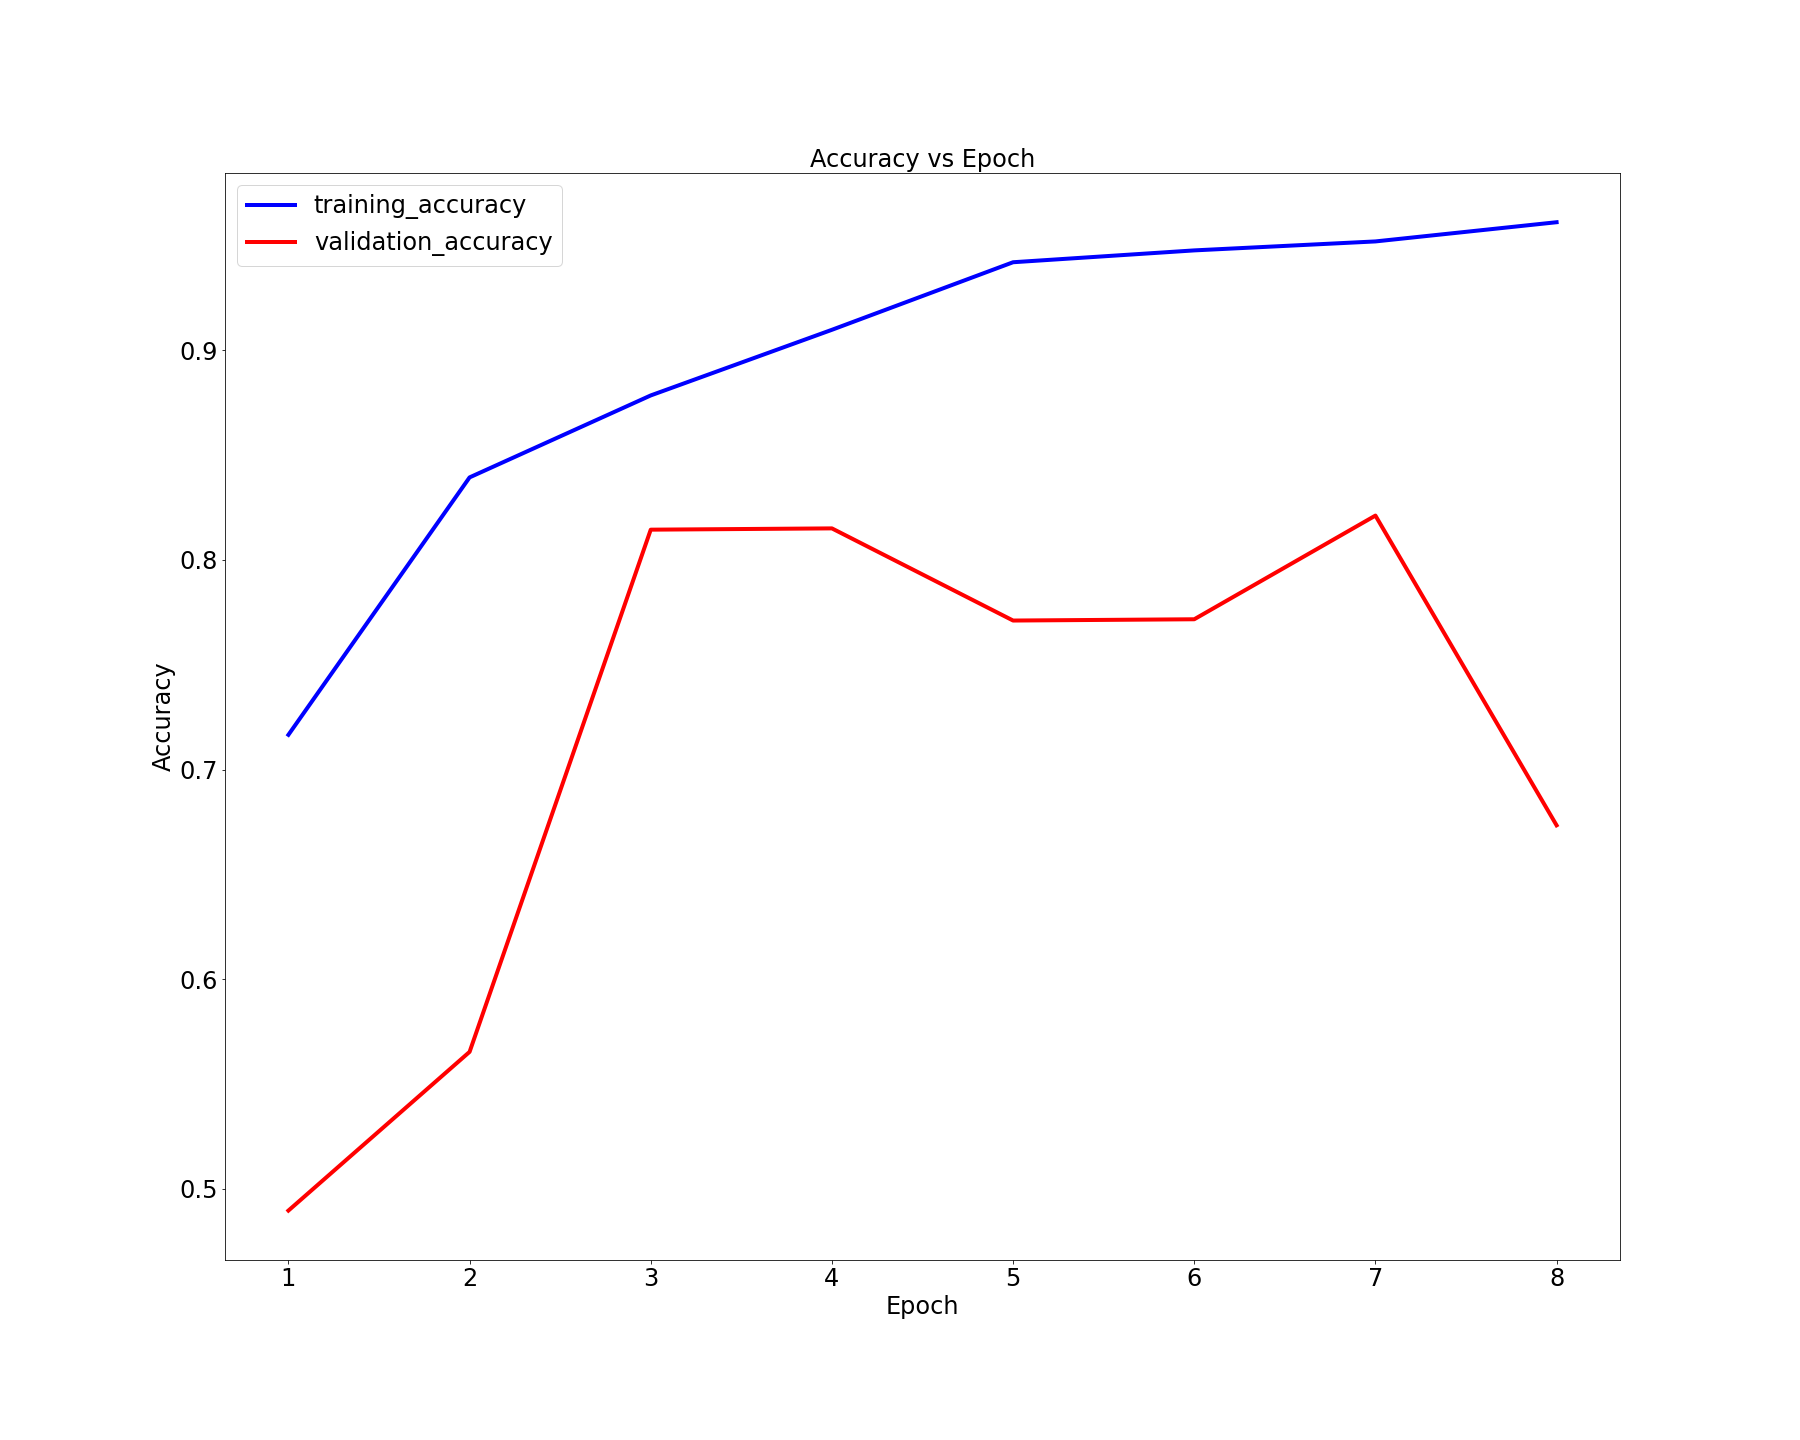 Accuracy vs Epoch
training_accuracy
validation_accuracy
0.9
0.8
0.7
0.6
0.5
Accuracy
1 2 3 4 5 6 7 8
Epoch